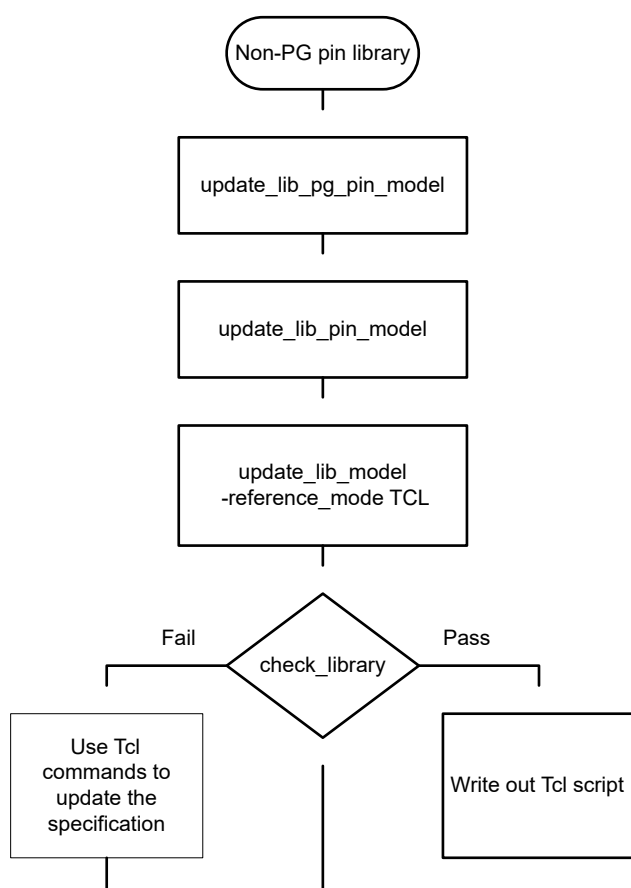 Non-PG pin library
update_lib_pg_pin_model
update_lib_pin_model
update_lib_model
-reference_mode TCL
Fail
Pass
check_library
Use Tcl
commands to
update the
specification
Write out Tcl script